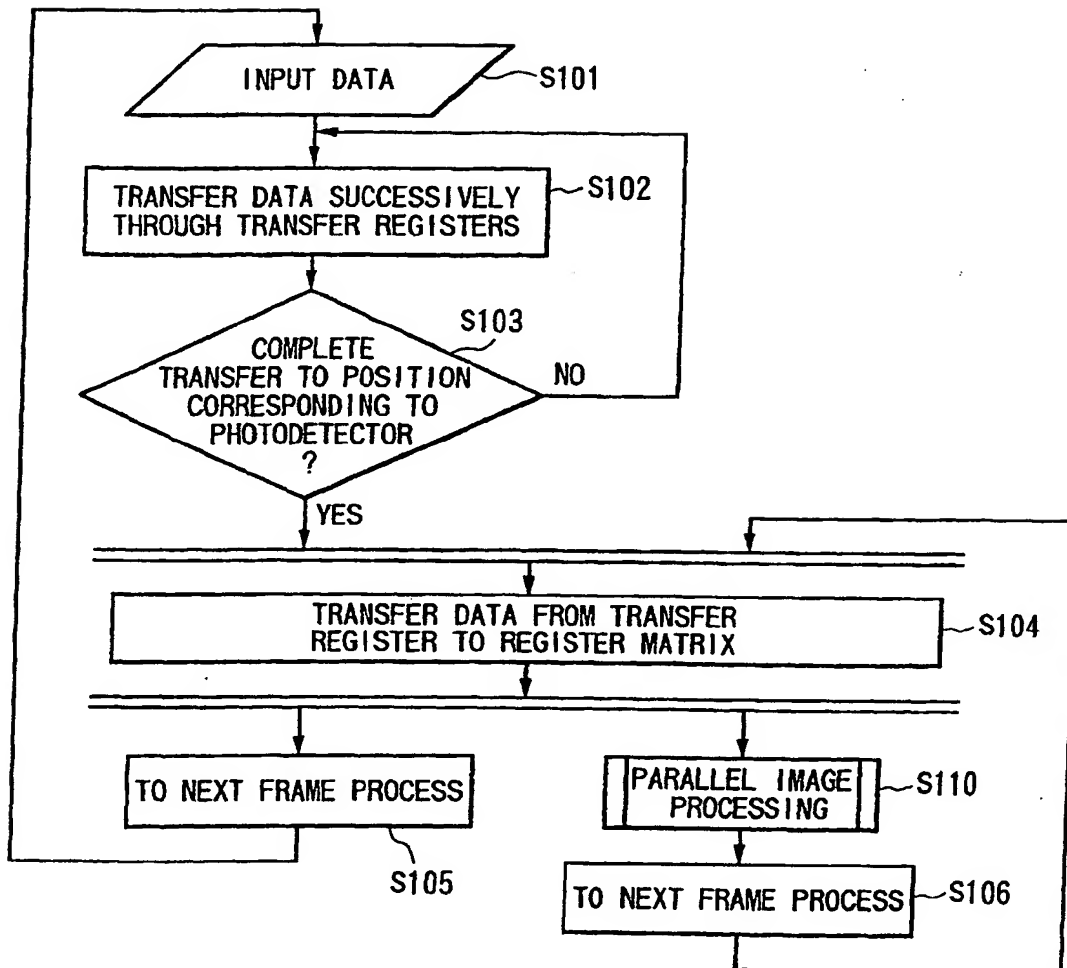 INPUT DATA
S101
TRANSFER DATA SUCCESSIVELY
THROUGH TRANSFER REGISTERS
S102
S103
COMPLETE
TRANSFER TO POSITION
CORRESPONDING TO
PHOTODETECTOR
?
NO
YES
TRANSFER DATA FROM TRANSFER
REGISTER TO REGISTER MATRIX
S104
TO NEXT FRAME PROCESS
S105
PARALLEL IMAGE
PROCESSING
S110
TO NEXT FRAME PROCESS
S106